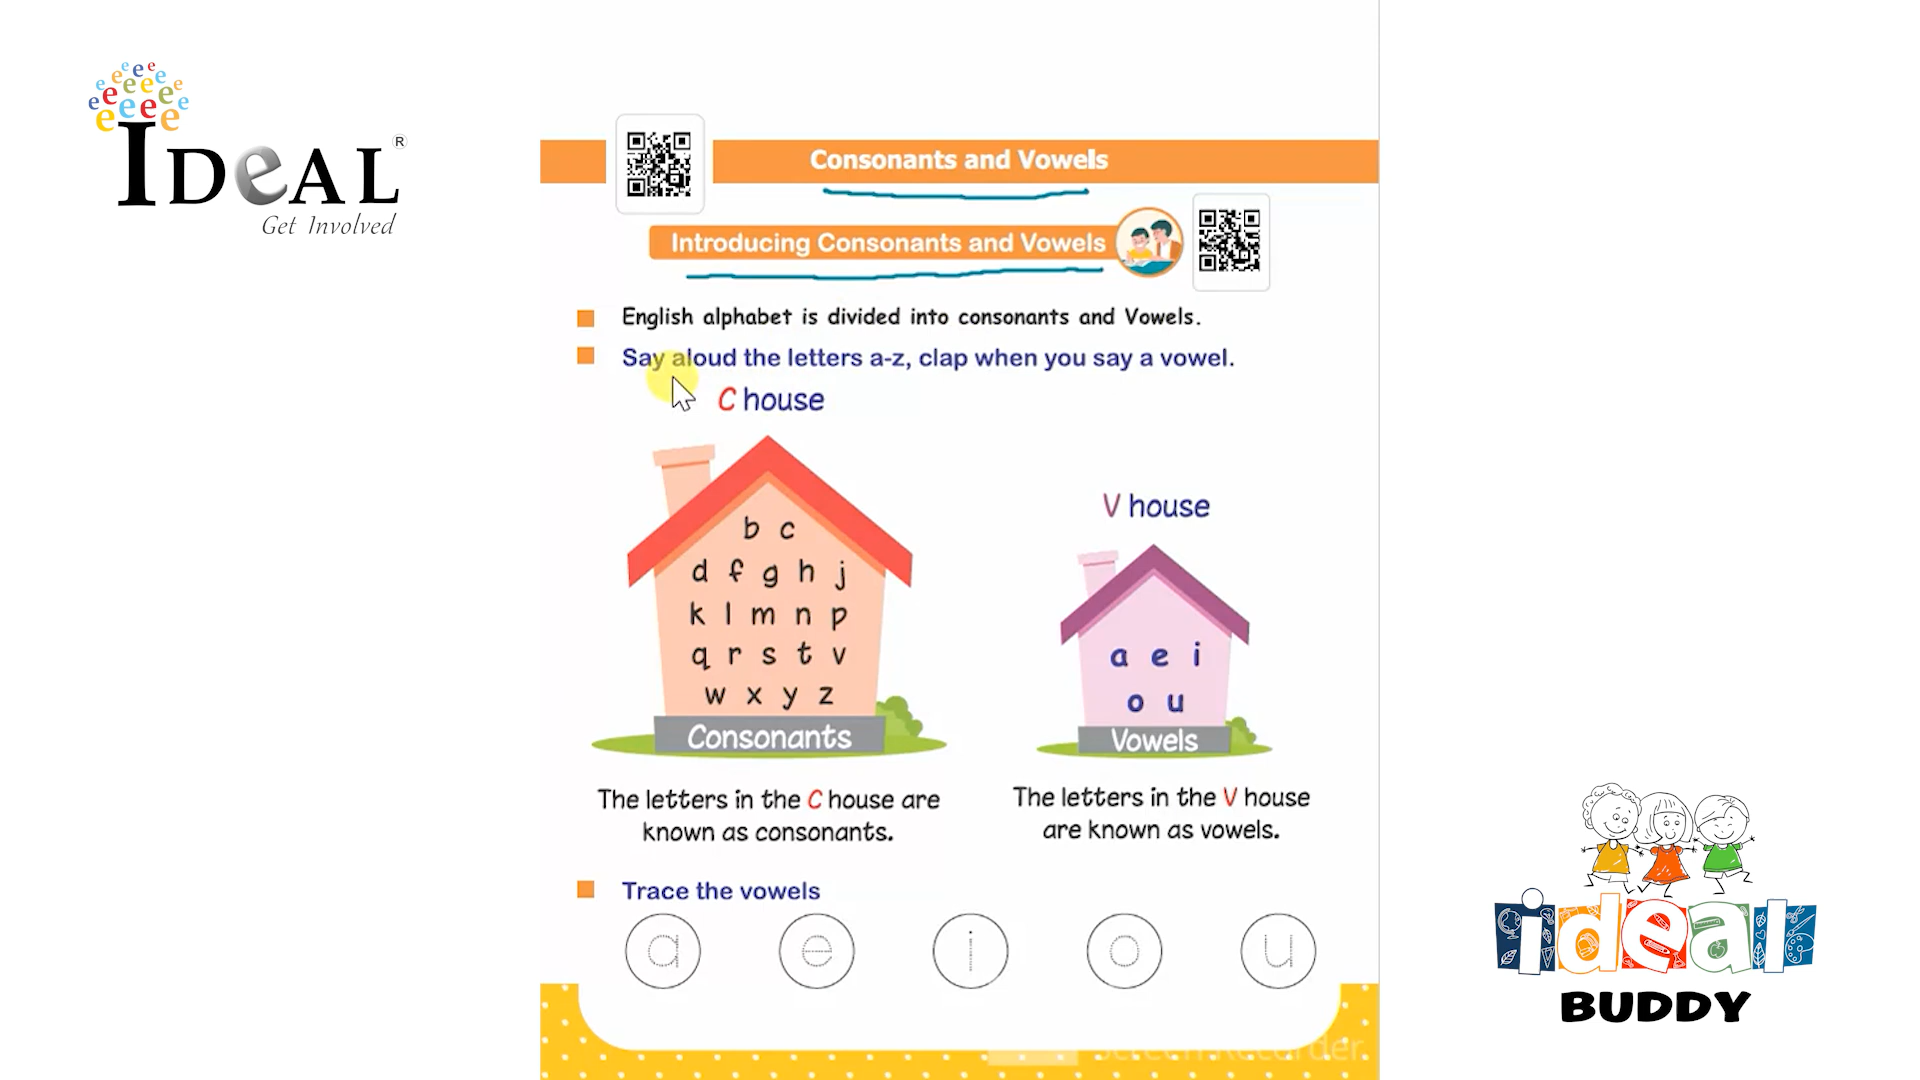 e e e e
e e e e e e
e e e e e
e e e e
IDeAL®
Get Involved
Consonants and Vowels
Introducing Consonants and Vowels
English alphabet is divided into consonants and Vowels.
Say aloud the letters a-z, clap when you say a vowel.
C house
b c
d f g h j
k l m n p
q r s t v
w x y z
Consonants
The letters in the C house are
known as consonants.
V house
a e i
o u
Vowels
The letters in the V house
are known as vowels.
Trace the vowels
a e i o u
Screen Recorder.
ideal
BUDDY